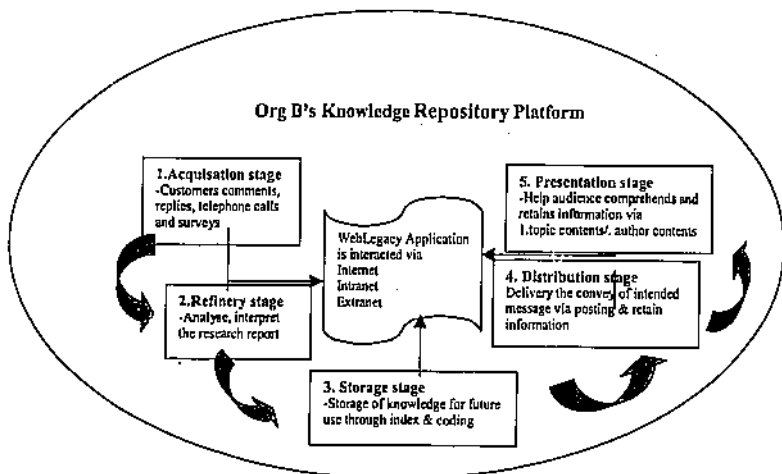 Org B's Knowledge Repository Platform
1.Acquisation stage
-Customers comments,
replies, telephone calls
and surveys
2.Refinery stage
-Analyse, interpret
the research report
WebLegacy Application
is interacted via
Internet
Intranet
Extranet
3. Storage stage
-Storage of knowledge for future
use through index & coding
5. Presentation stage
-Help audience comprehends and
retains information via
1.topic contents/. author contents
4. Distribution stage
Delivery the convey of intended
message via posting & retain
information